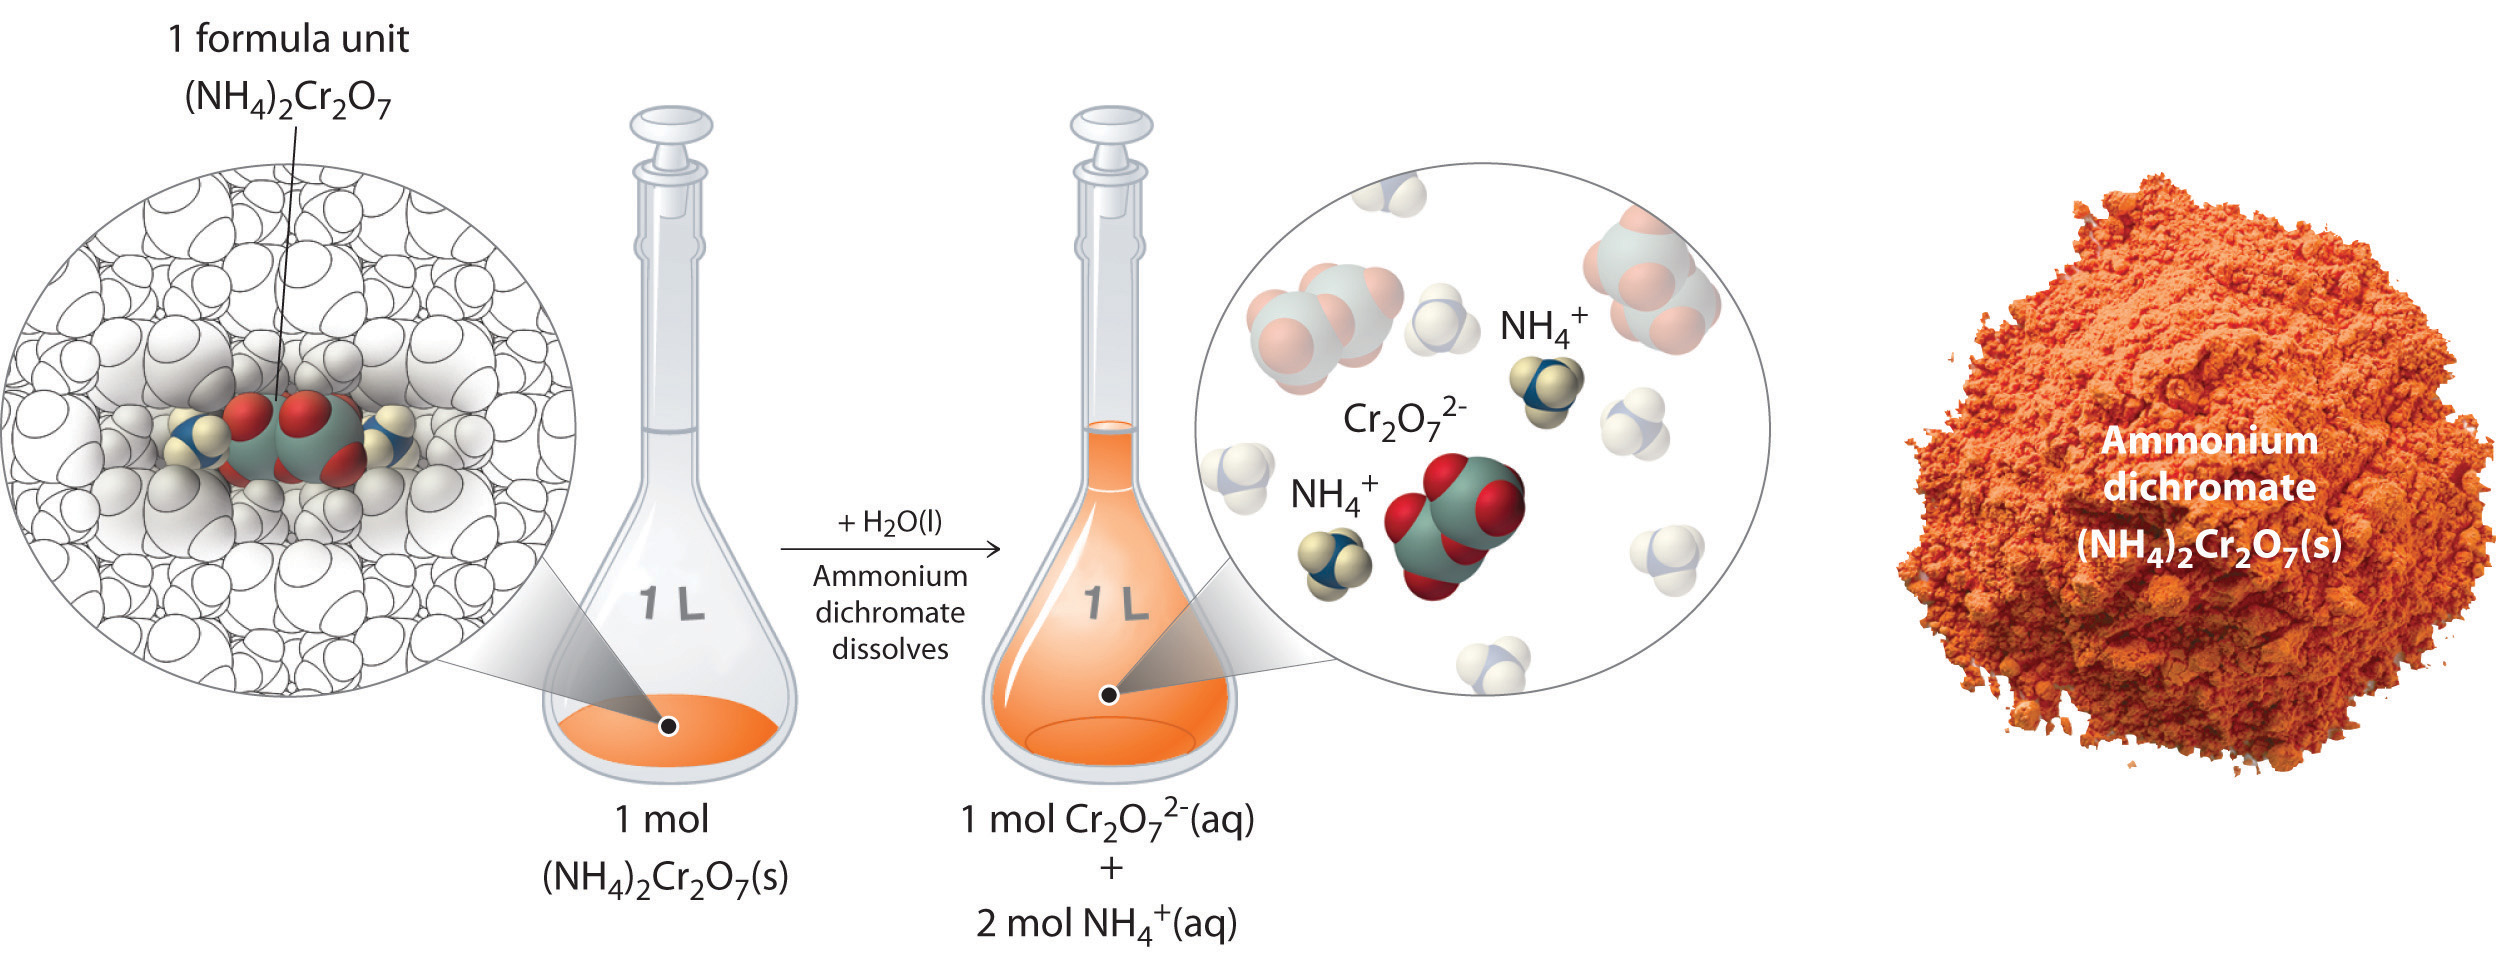 1 formula unit
(NH₄)₂Cr₂O₇
1 L
1 mol
(NH₄)₂Cr₂O₇(s)
+ H₂O(l)
Ammonium
dichromate
dissolves
1 L
1 mol Cr₂O₇²⁻(aq)
+
2 mol NH₄⁺(aq)
NH₄⁺
Cr₂O₇²⁻
NH₄⁺
Ammonium
dichromate
(NH₄)₂Cr₂O₇(s)